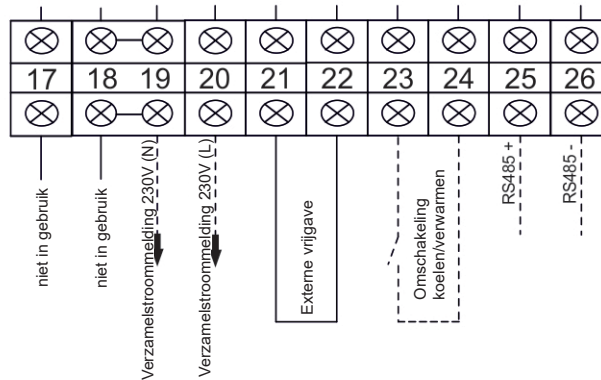 17 18 19 20 21 22 23 24 25 26
niet in gebruik
niet in gebruik
Verzamelstroommelding 230V (N)
Verzamelstroommelding 230V (L)
Externe vrijgave
Omschakeling
koelen/verwarmen
RS485 +
RS485 -